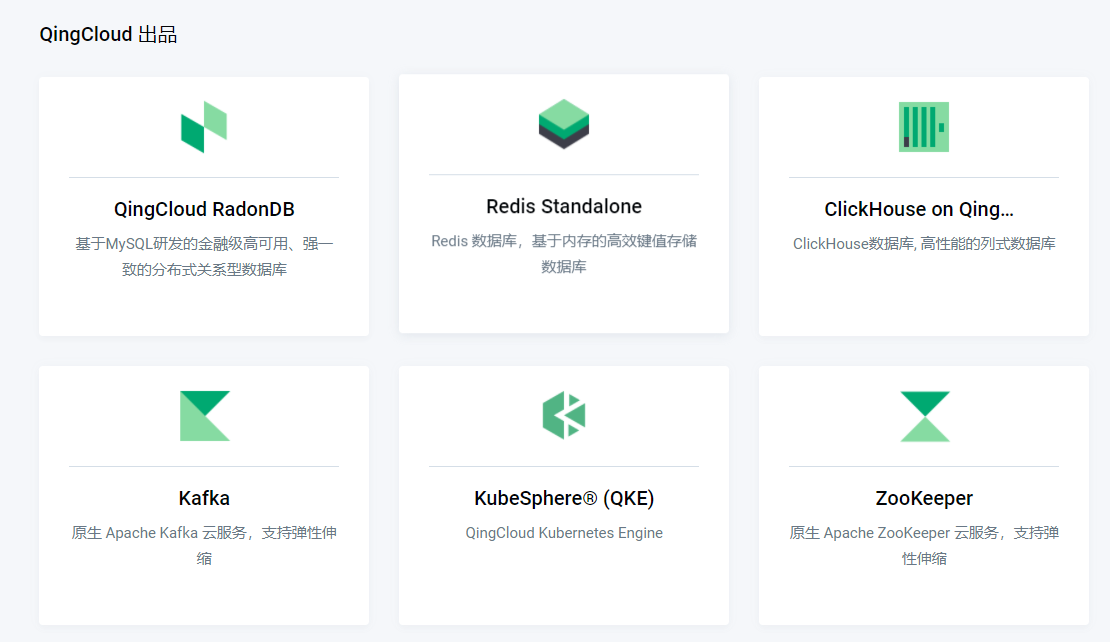 QingCloud 出品
QingCloud RadonDB
基于MySQL研发的金融级高可用、强一
致的分布式关系型数据库
Redis Standalone
Redis 数据库，基于内存的高效键值存储
数据库
ClickHouse on Qing...
ClickHouse数据库, 高性能的列式数据库
Kafka
原生 Apache Kafka 云服务，支持弹性伸
缩
KubeSphere® (QKE)
QingCloud Kubernetes Engine
ZooKeeper
原生 Apache ZooKeeper 云服务，支持弹
性伸缩